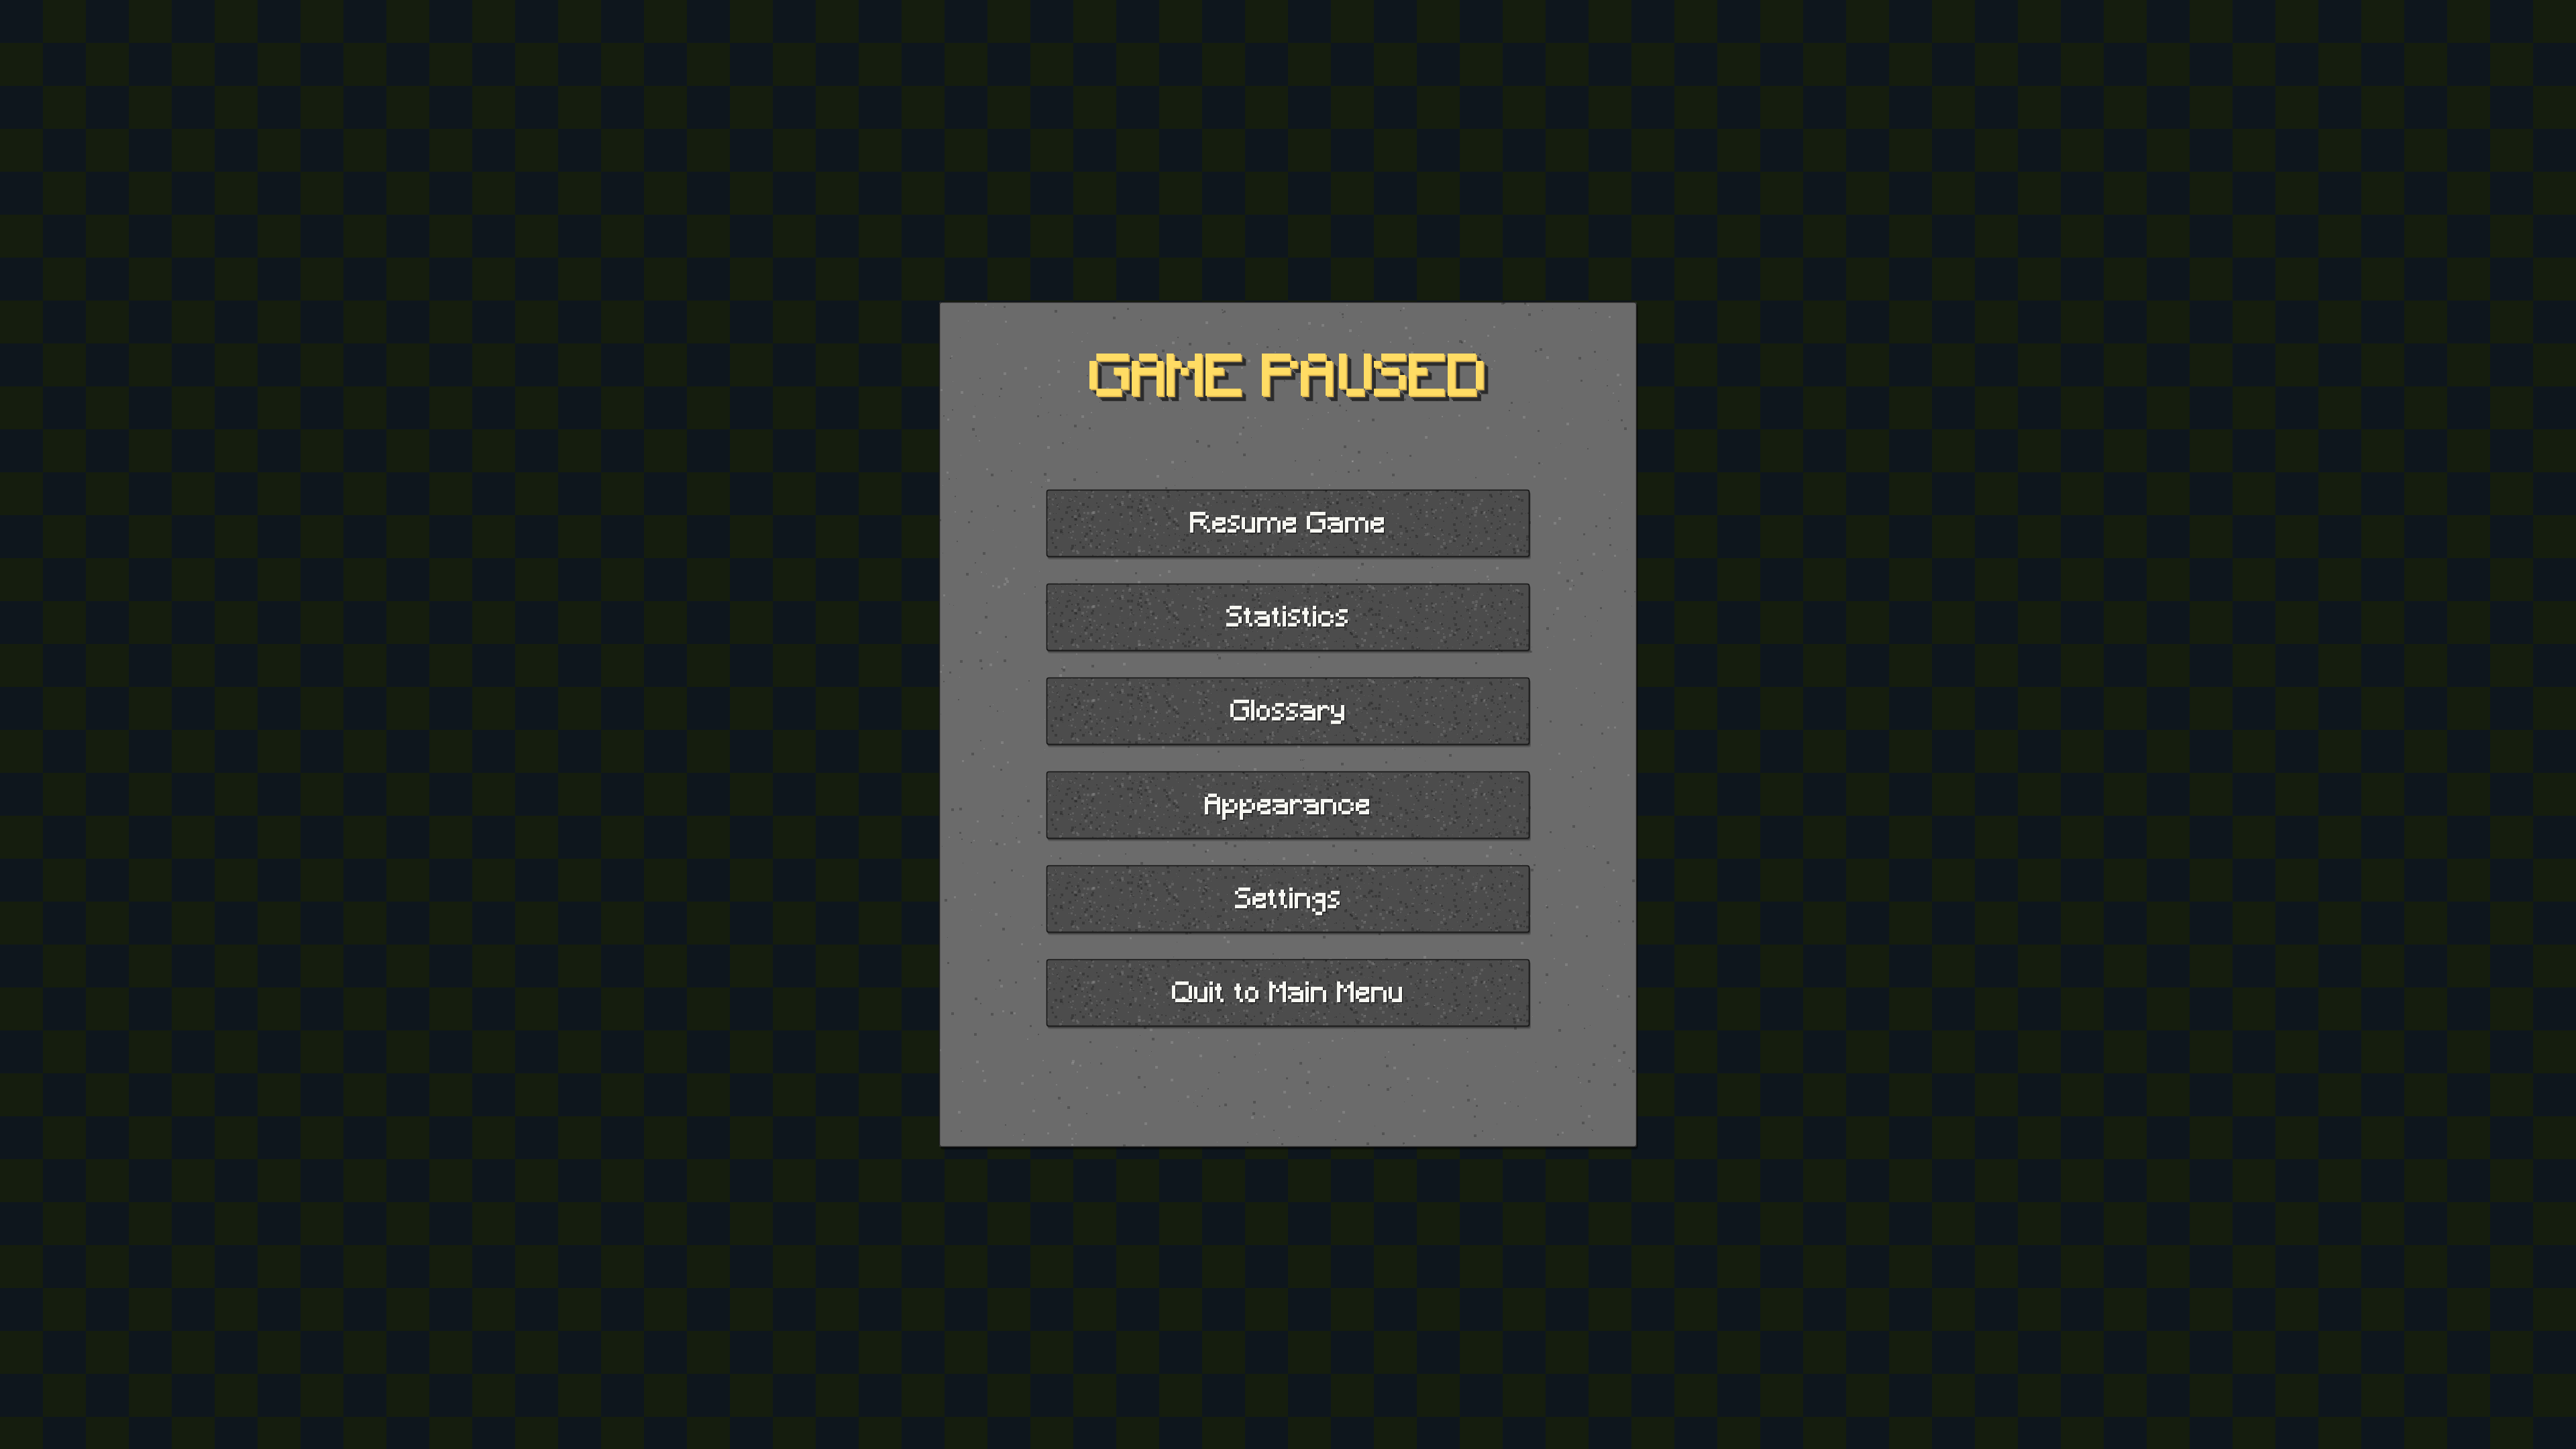 GAME PAUSED
Resume Game
Statistics
Glossary
Appearance
Settings
Quit to Main Menu